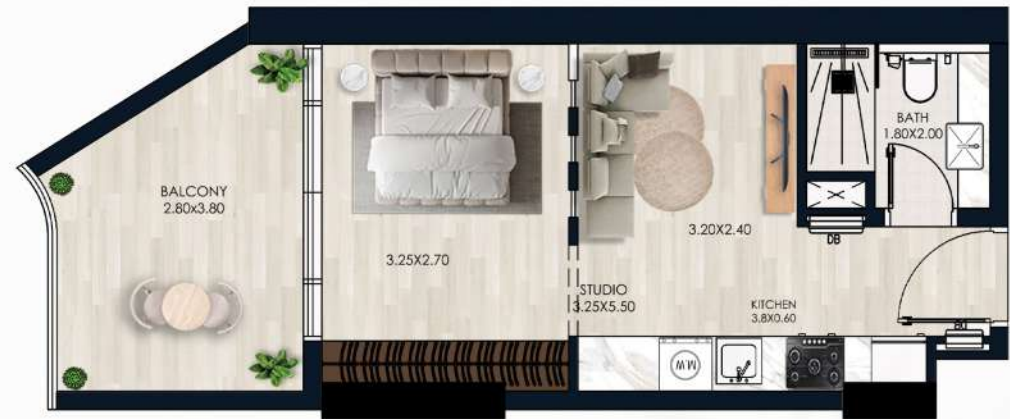 BALCONY
2.80x3.80
3.25X2.70
STUDIO
3.25X5.50
3.20X2.40
KITCHEN
3.8X0.60
BATH
1.80X2.00
DB
M.W